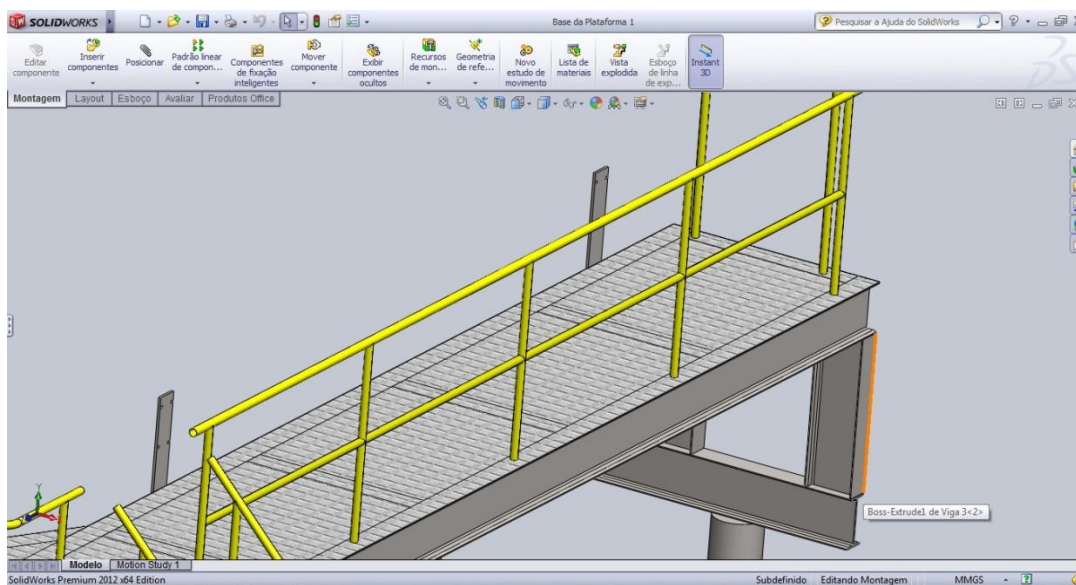 SOLIDWORKS
Base da Plataforma 1
Pesquisar a Ajuda do SolidWorks
Editar
componente
Inserir
componentes
Posicionar
Padrão linear
de compon...
Componentes
de fixação
inteligentes
Mover
componente
Exibir
componentes
ocultos
Recursos
de mon...
Geometria
de refe...
Novo
estudo de
movimento
Lista de
materiais
Vista
explodida
Esboço
de linha
de exp...
Instant
3D
Montagem
Layout
Esboço
Avaliar
Produtos Office
Boss-Extrude1 de Viga 3<2>
Modelo
Motion Study 1
SolidWorks Premium 2012 x64 Edition
Subdefinido
Editando Montagem
MMGS